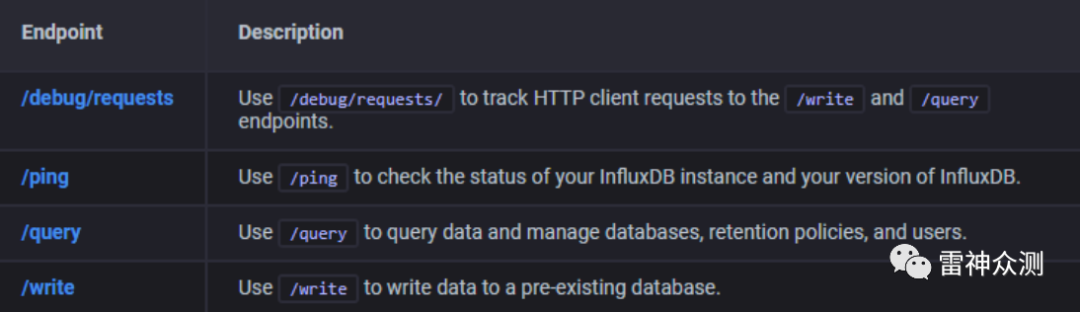 Endpoint Description
/debug/requests Use /debug/requests/ to track HTTP client requests to the /write and /query
endpoints.
/ping Use /ping to check the status of your InfluxDB instance and your version of InfluxDB.
/query Use /query to query data and manage databases, retention policies, and users.
雷神众测
/write Use /write to write data to a pre-existing database.